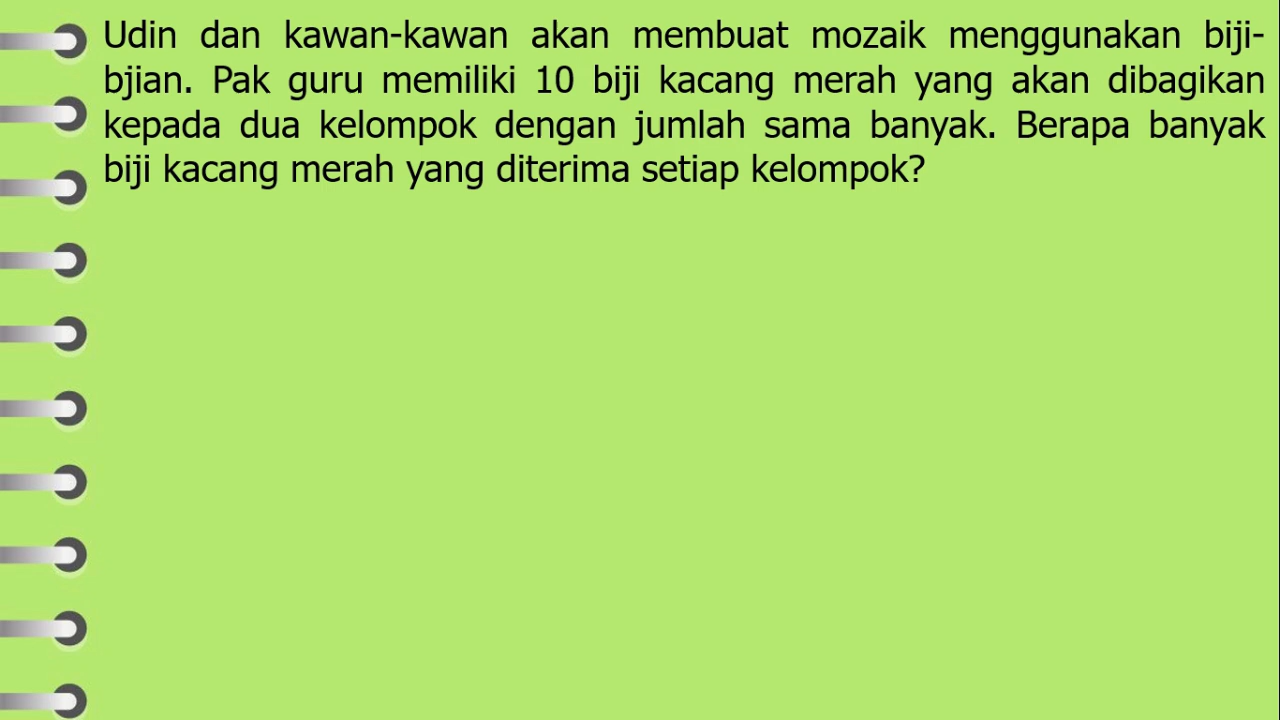 Udin dan kawan-kawan akan membuat mozaik menggunakan biji-
bjian. Pak guru memiliki 10 biji kacang merah yang akan dibagikan
kepada dua kelompok dengan jumlah sama banyak. Berapa banyak
biji kacang merah yang diterima setiap kelompok?